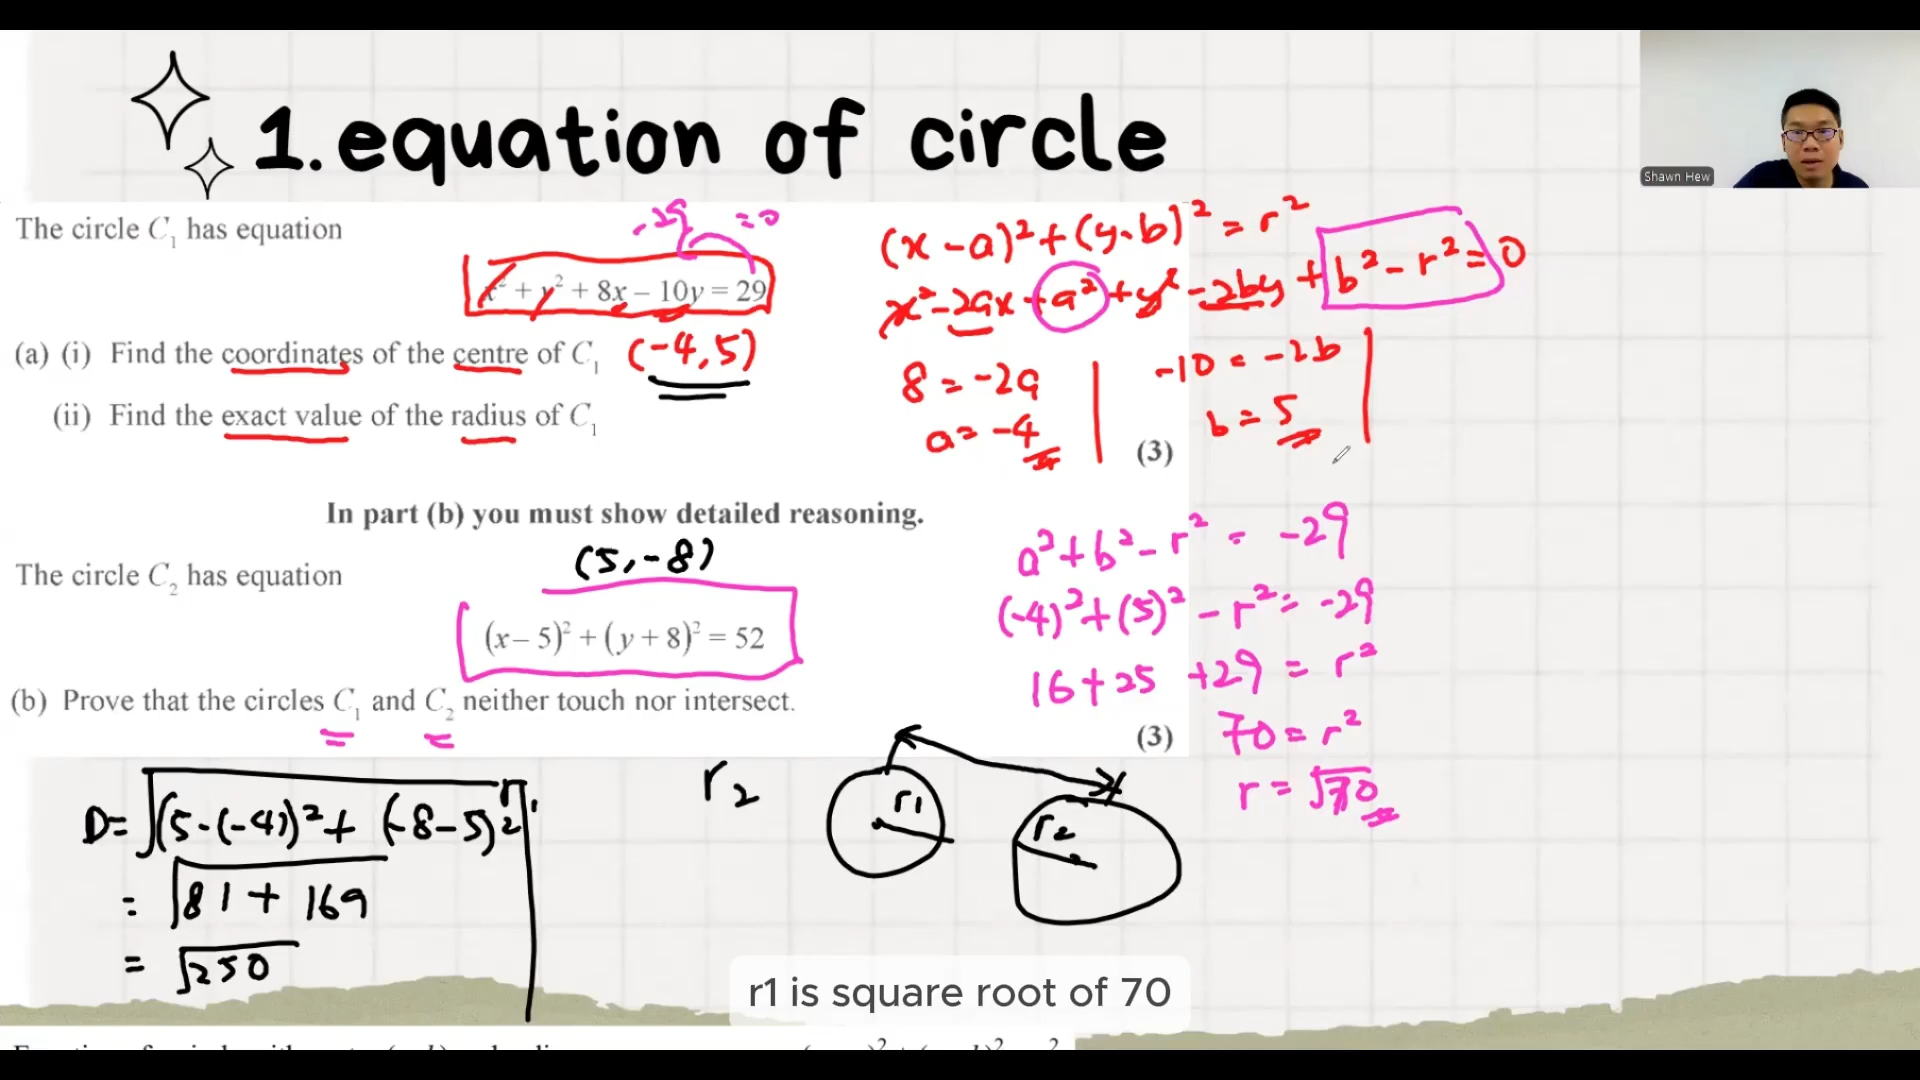 1. equation of circle
Shawn Hew
The circle C₁ has equation
-29 = 0
x² + y² + 8x – 10y = 29
(a) (i) Find the coordinates of the centre of C₁ (-4, 5)
(ii) Find the exact value of the radius of C₁
(3)
(x - a)² + (y - b)² = r²
x² - 2ax + a² + y² - 2by + b² - r² = 0
8 = -2a
a = -4
-10 = -2b
b = 5
In part (b) you must show detailed reasoning.
(5, -8)
The circle C₂ has equation
(x – 5)² + (y + 8)² = 52
(b) Prove that the circles C₁ and C₂ neither touch nor intersect.
(3)
a² + b² - r² = -29
(-4)² + (5)² - r² = -29
16 + 25 + 29 = r²
70 = r²
r = √70
D = √(5 - (-4))² + (-8 - 5)²
= √81 + 169
= √250
r₂
r1
r₂
r1 is square root of 70